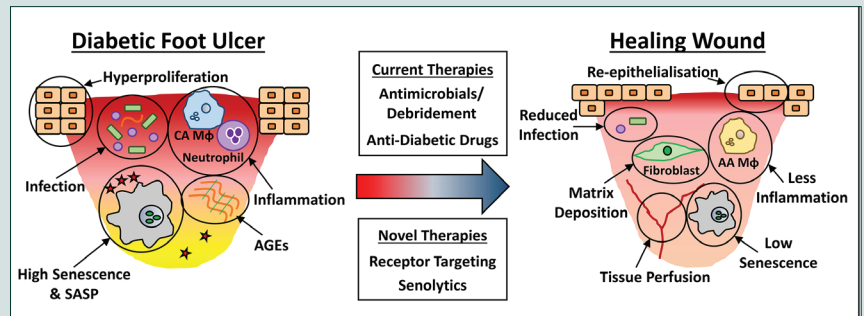 Diabetic Foot Ulcer
Hyperproliferation
CA Mϕ
Neutrophil
Infection
Inflammation
AGEs
High Senescence
& SASP
Current Therapies
Antimicrobials/
Debridement
Anti-Diabetic Drugs
Novel Therapies
Receptor Targeting
Senolytics
Healing Wound
Re-epithelialisation
Reduced
Infection
Fibroblast
AA Mϕ
Matrix
Deposition
Less
Inflammation
Low
Senescence
Tissue Perfusion